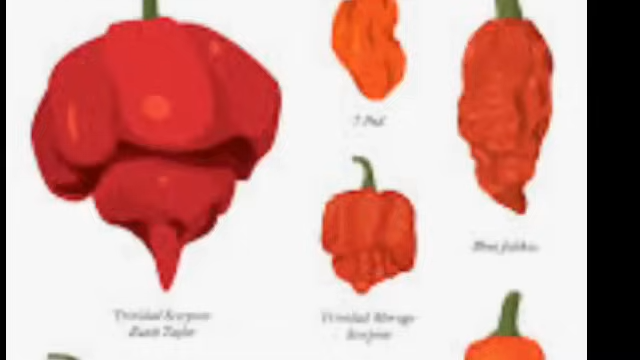 7 Pod
Bhut Jolokia
Trinidad Scorpion
Butch Taylor
Trinidad Moruga
Scorpion